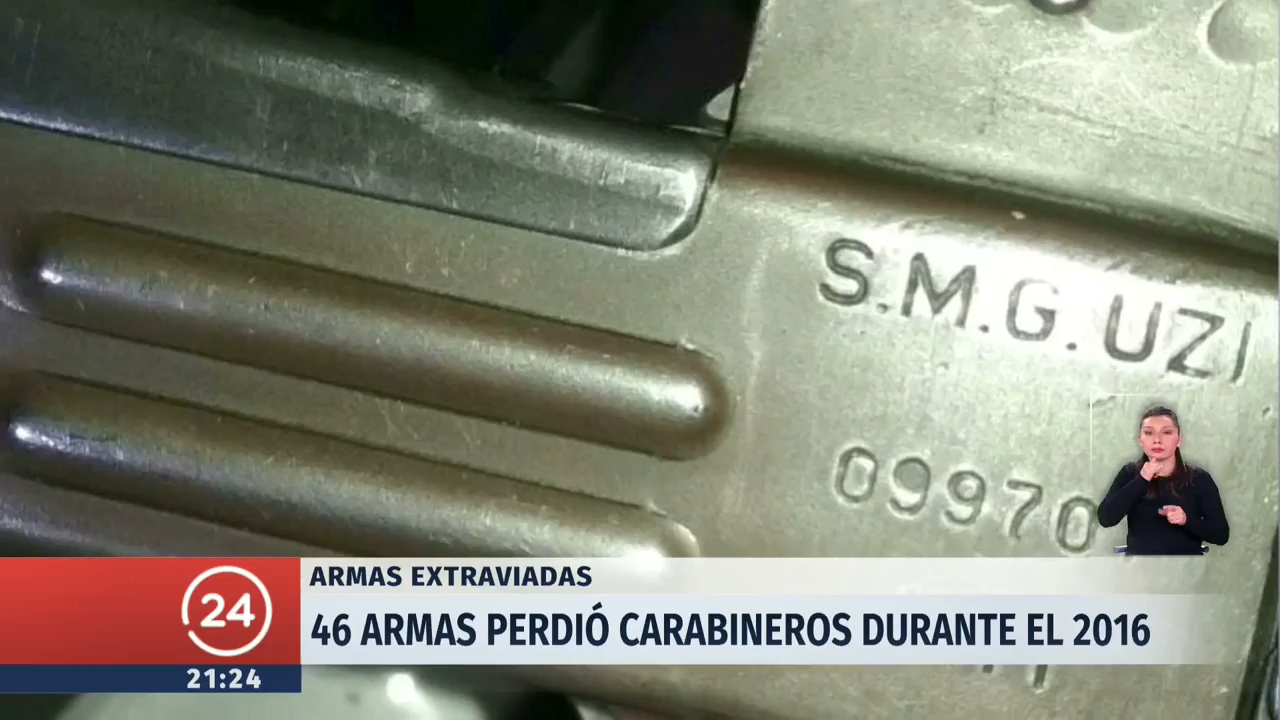 S.M.G. UZI
09970
ARMAS EXTRAVIADAS
24
46 ARMAS PERDIÓ CARABINEROS DURANTE EL 2016
21:24